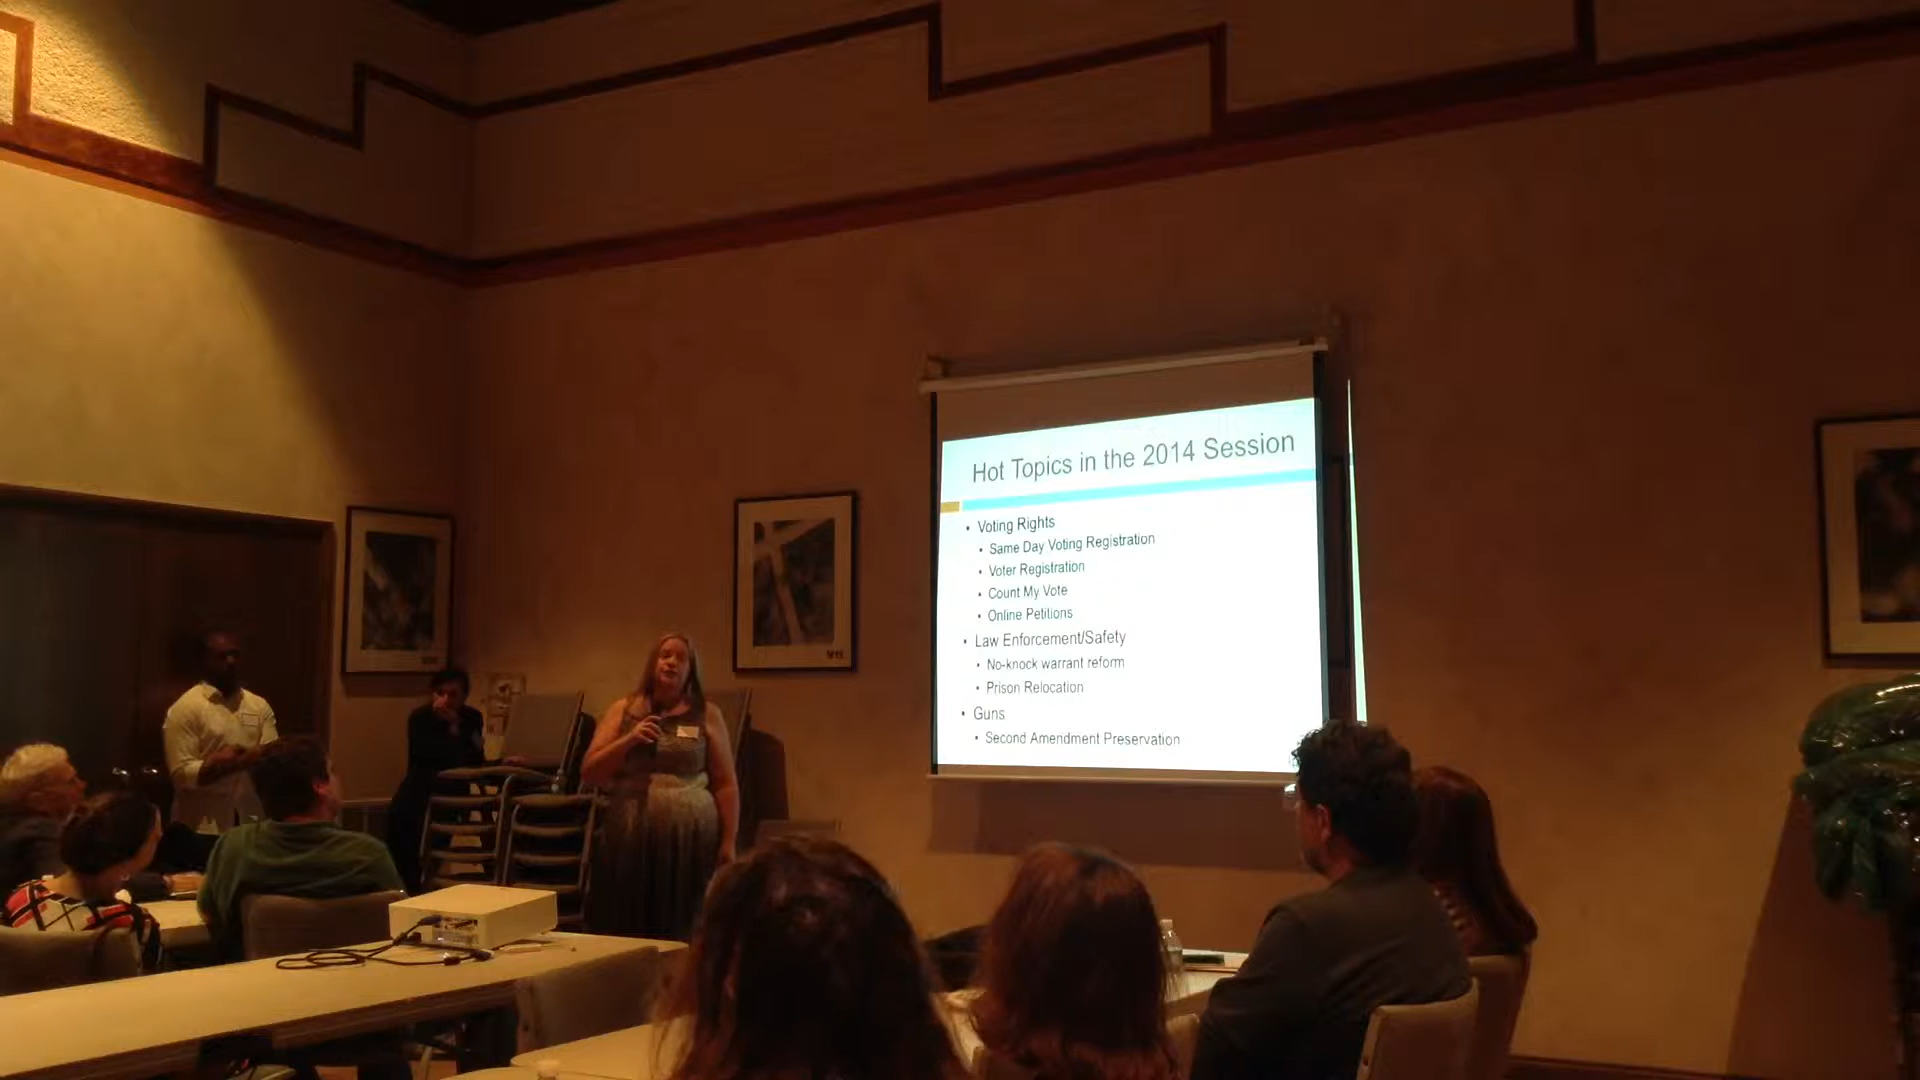 Hot Topics in the 2014 Session
• Voting Rights
• Same Day Voting Registration
• Voter Registration
• Count My Vote
• Online Petitions
• Law Enforcement/Safety
• No-knock warrant reform
• Prison Relocation
• Guns
• Second Amendment Preservation